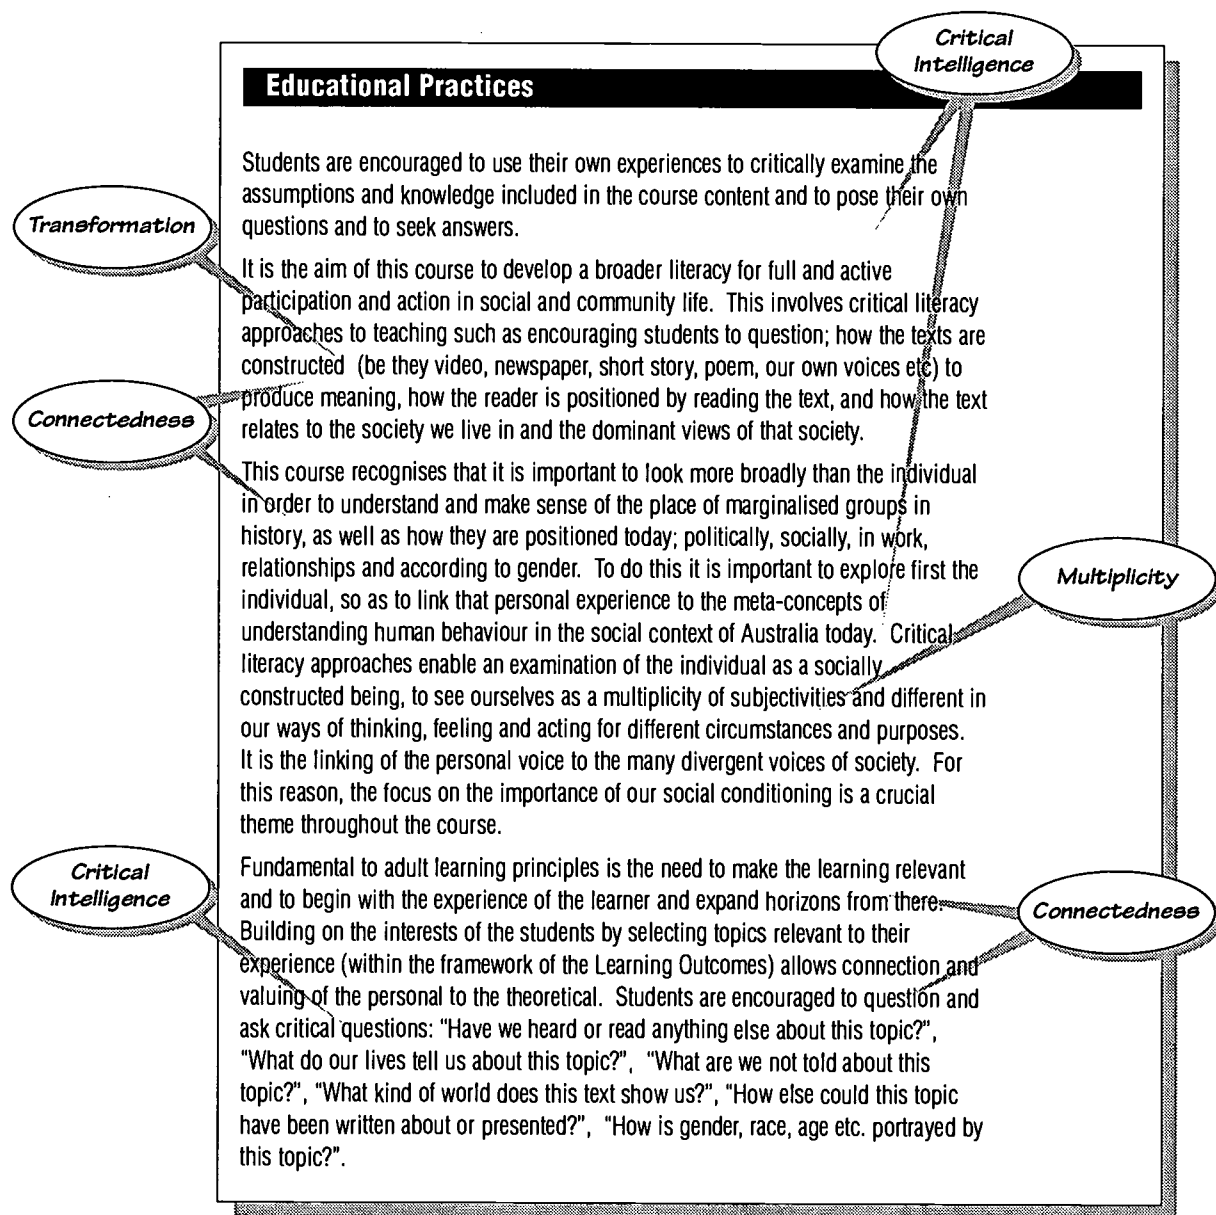 Critical
Intelligence
Educational Practices
Students are encouraged to use their own experiences to critically examine the
assumptions and knowledge included in the course content and to pose their own
questions and to seek answers.
Transformation
It is the aim of this course to develop a broader literacy for full and active
participation and action in social and community life. This involves critical literacy
approaches to teaching such as encouraging students to question; how the texts are
constructed (be they video, newspaper, short story, poem, our own voices etc) to
produce meaning, how the reader is positioned by reading the text, and how the text
relates to the society we live in and the dominant views of that society.
Connectedness
This course recognises that it is important to look more broadly than the individual
in order to understand and make sense of the place of marginalised groups in
history, as well as how they are positioned today; politically, socially, in work,
relationships and according to gender. To do this it is important to explore first the
individual, so as to link that personal experience to the meta-concepts of
understanding human behaviour in the social context of Australia today. Critical
literacy approaches enable an examination of the individual as a socially
constructed being, to see ourselves as a multiplicity of subjectivities and different in
our ways of thinking, feeling and acting for different circumstances and purposes.
It is the linking of the personal voice to the many divergent voices of society. For
this reason, the focus on the importance of our social conditioning is a crucial
theme throughout the course.
Multiplicity
Critical
Intelligence
Fundamental to adult learning principles is the need to make the learning relevant
and to begin with the experience of the learner and expand horizons from there.
Building on the interests of the students by selecting topics relevant to their
experience (within the framework of the Learning Outcomes) allows connection and
valuing of the personal to the theoretical. Students are encouraged to question and
ask critical questions: "Have we heard or read anything else about this topic?",
"What do our lives tell us about this topic?", "What are we not told about this
topic?", "What kind of world does this text show us?", "How else could this topic
have been written about or presented?", "How is gender, race, age etc. portrayed by
this topic?".
Connectedness